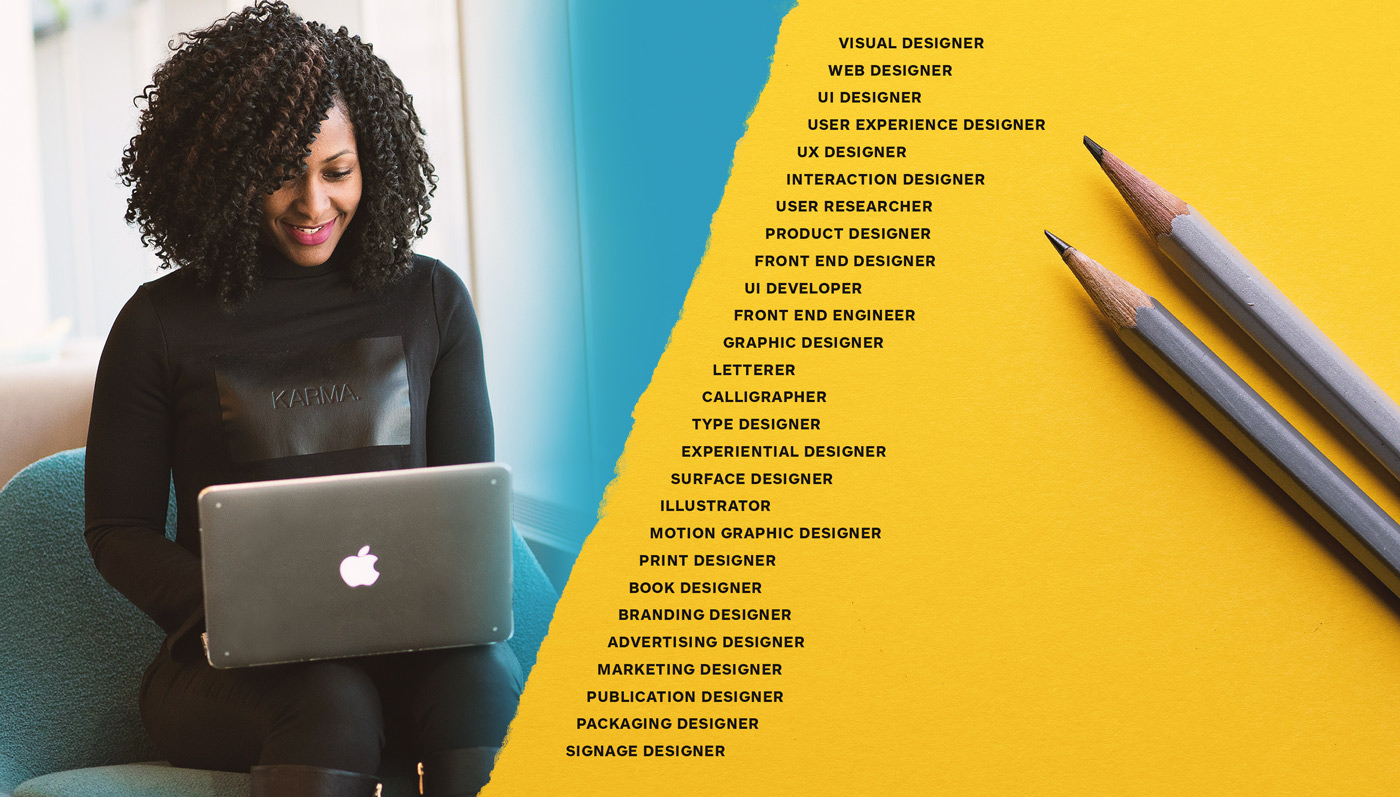 VISUAL DESIGNER
WEB DESIGNER
UI DESIGNER
USER EXPERIENCE DESIGNER
UX DESIGNER
INTERACTION DESIGNER
USER RESEARCHER
PRODUCT DESIGNER
FRONT END DESIGNER
UI DEVELOPER
FRONT END ENGINEER
GRAPHIC DESIGNER
LETTERER
CALLIGRAPHER
TYPE DESIGNER
EXPERIENTIAL DESIGNER
SURFACE DESIGNER
ILLUSTRATOR
MOTION GRAPHIC DESIGNER
PRINT DESIGNER
BOOK DESIGNER
BRANDING DESIGNER
ADVERTISING DESIGNER
MARKETING DESIGNER
PUBLICATION DESIGNER
PACKAGING DESIGNER
SIGNAGE DESIGNER
KARMA.